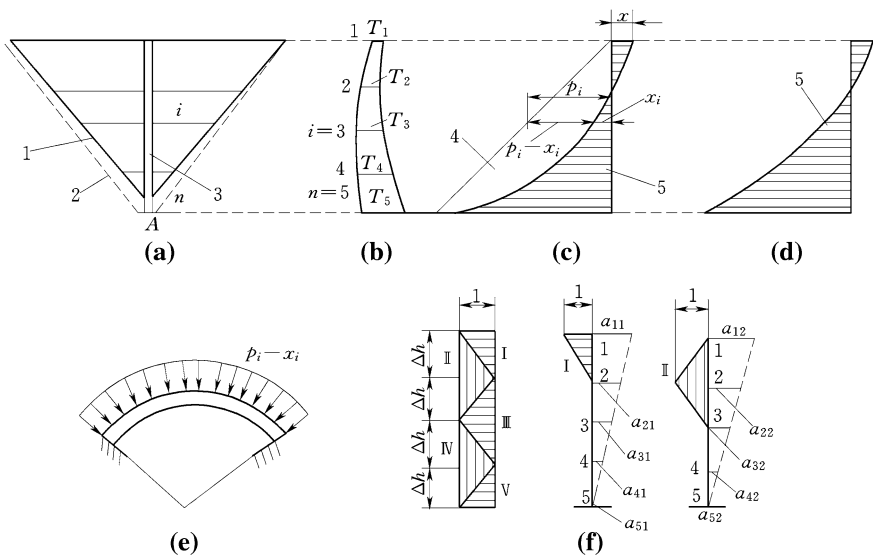 1 T₁
x
2 T₂
pᵢ
xᵢ
5
i
i=3 T₃
1
4
pᵢ−xᵢ
4 T₄
2
n
3
n=5 T₅
5
A
(a)
(b)
(c)
(d)
pᵢ−xᵢ
1
Δh
Δh
Δh
Δh
Ⅱ
Ⅰ
Ⅲ
Ⅳ
Ⅴ
1
a₁₁
Ⅰ
1
2
a₂₁
3
a₃₁
4
a₄₁
5
a₅₁
1
a₁₂
Ⅱ
1
2
a₂₂
3
a₃₂
4
a₄₂
5
a₅₂
(e)
(f)